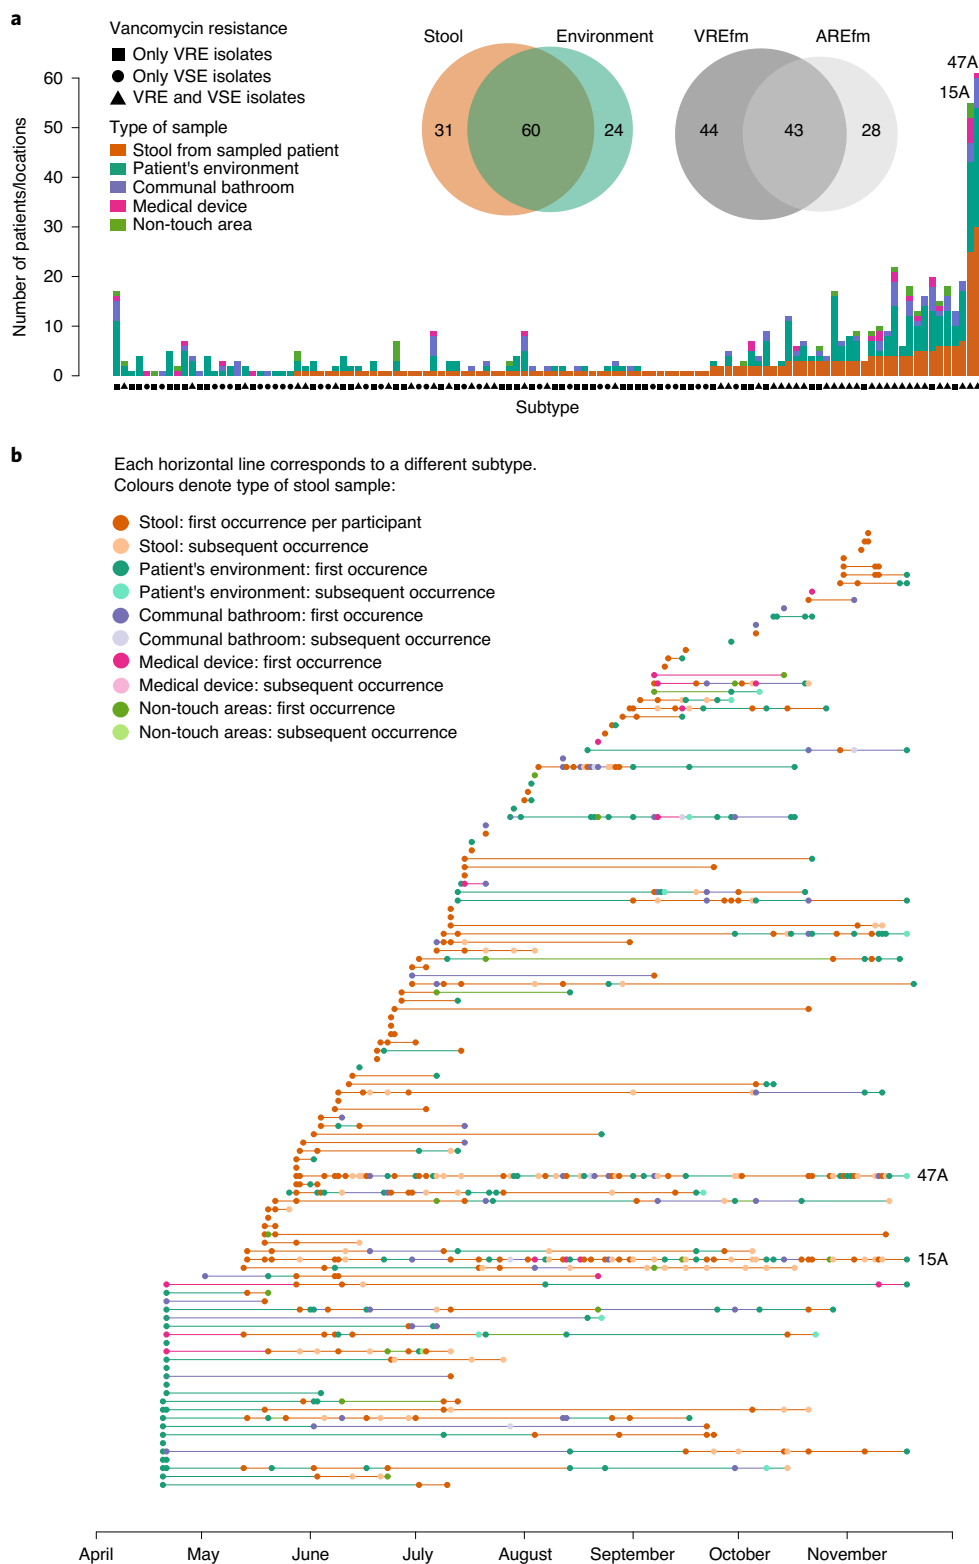 a
Vancomycin resistance
Only VRE isolates
Only VSE isolates
VRE and VSE isolates
Type of sample
Stool from sampled patient
Patient's environment
Communal bathroom
Medical device
Non-touch area
Stool
Environment
31
60
24
VREfm
AREfm
44
43
28
47A
15A
Number of patients/locations
60
50
40
30
20
10
0
Subtype
b
Each horizontal line corresponds to a different subtype.
Colours denote type of stool sample:
Stool: first occurrence per participant
Stool: subsequent occurrence
Patient's environment: first occurence
Patient's environment: subsequent occurrence
Communal bathroom: first occurence
Communal bathroom: subsequent occurrence
Medical device: first occurrence
Medical device: subsequent occurrence
Non-touch areas: first occurrence
Non-touch areas: subsequent occurrence
47A
15A
April May June July August September October November